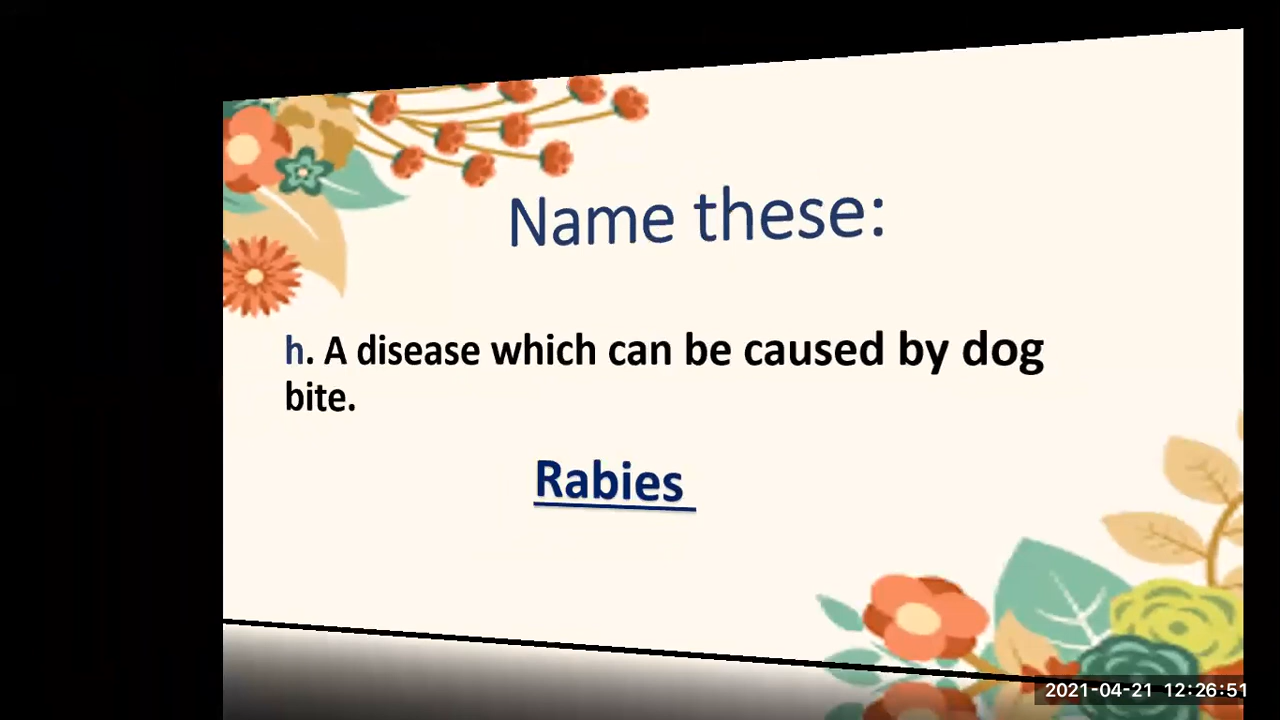 Name these:
h. A disease which can be caused by dog
bite.
Rabies
2021-04-21 12:26:51